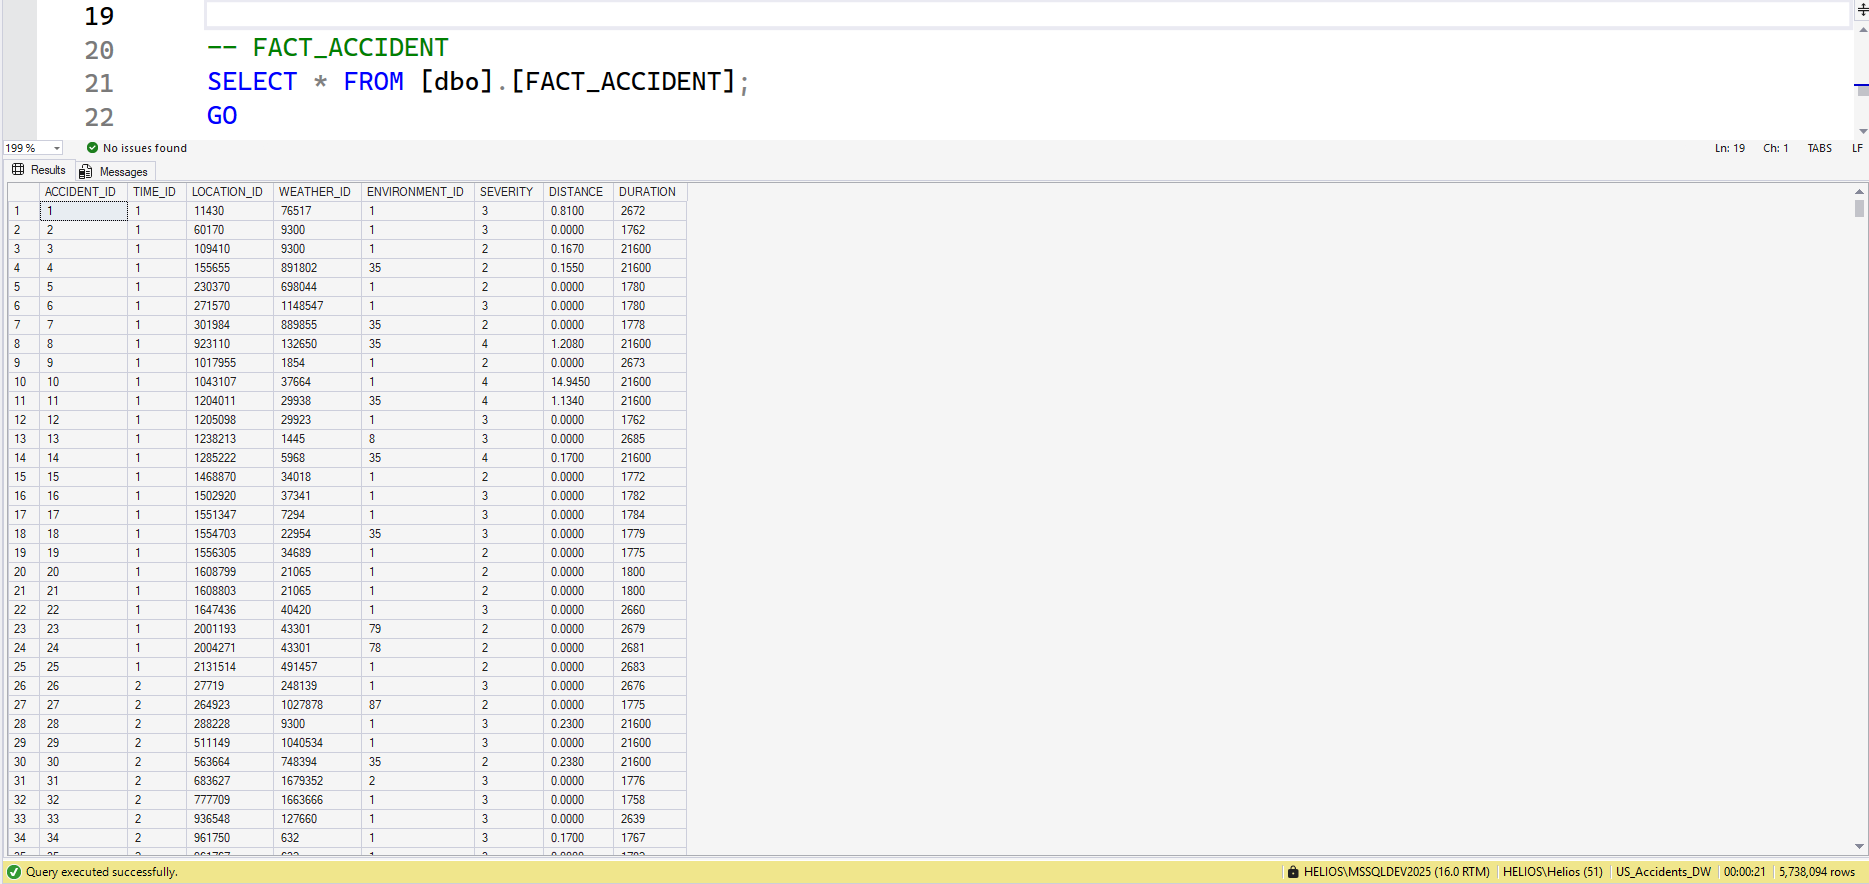 19
20 -- FACT_ACCIDENT
21 SELECT * FROM [dbo].[FACT_ACCIDENT];
22 GO
199 % No issues found Ln: 19 Ch: 1 TABS LF
Results Messages
ACCIDENT_ID TIME_ID LOCATION_ID WEATHER_ID ENVIRONMENT_ID SEVERITY DISTANCE DURATION
1 1 1 11430 76517 1 3 0.8100 2672
2 2 1 60170 9300 1 3 0.0000 1762
3 3 1 109410 9300 1 2 0.1670 21600
4 4 1 155655 891802 35 2 0.1550 21600
5 5 1 230370 698044 1 2 0.0000 1780
6 6 1 271570 1148547 1 3 0.0000 1780
7 7 1 301984 889855 35 2 0.0000 1778
8 8 1 923110 132650 35 4 1.2080 21600
9 9 1 1017955 1854 1 2 0.0000 2673
10 10 1 1043107 37664 1 4 14.9450 21600
11 11 1 1204011 29938 35 4 1.1340 21600
12 12 1 1205098 29923 1 3 0.0000 1762
13 13 1 1238213 1445 8 3 0.0000 2685
14 14 1 1285222 5968 35 4 0.1700 21600
15 15 1 1468870 34018 1 2 0.0000 1772
16 16 1 1502920 37341 1 3 0.0000 1782
17 17 1 1551347 7294 1 3 0.0000 1784
18 18 1 1554703 22954 35 3 0.0000 1779
19 19 1 1556305 34689 1 2 0.0000 1775
20 20 1 1608799 21065 1 2 0.0000 1800
21 21 1 1608803 21065 1 2 0.0000 1800
22 22 1 1647436 40420 1 3 0.0000 2660
23 23 1 2001193 43301 79 2 0.0000 2679
24 24 1 2004271 43301 78 2 0.0000 2681
25 25 1 2131514 491457 1 2 0.0000 2683
26 26 2 27719 248139 1 3 0.0000 2676
27 27 2 264923 1027878 87 2 0.0000 1775
28 28 2 288228 9300 1 3 0.2300 21600
29 29 2 511149 1040534 1 3 0.0000 21600
30 30 2 563664 748394 35 2 0.2380 21600
31 31 2 683627 1679352 2 3 0.0000 1776
32 32 2 777709 1663666 1 3 0.0000 1758
33 33 2 936548 127660 1 3 0.0000 2639
34 34 2 961750 632 1 3 0.1700 1767
Query executed successfully. HELIOS\MSSQLDEV2025 (16.0 RTM) HELIOS\Helios (51) US_Accidents_DW 00:00:21 5,738,094 rows